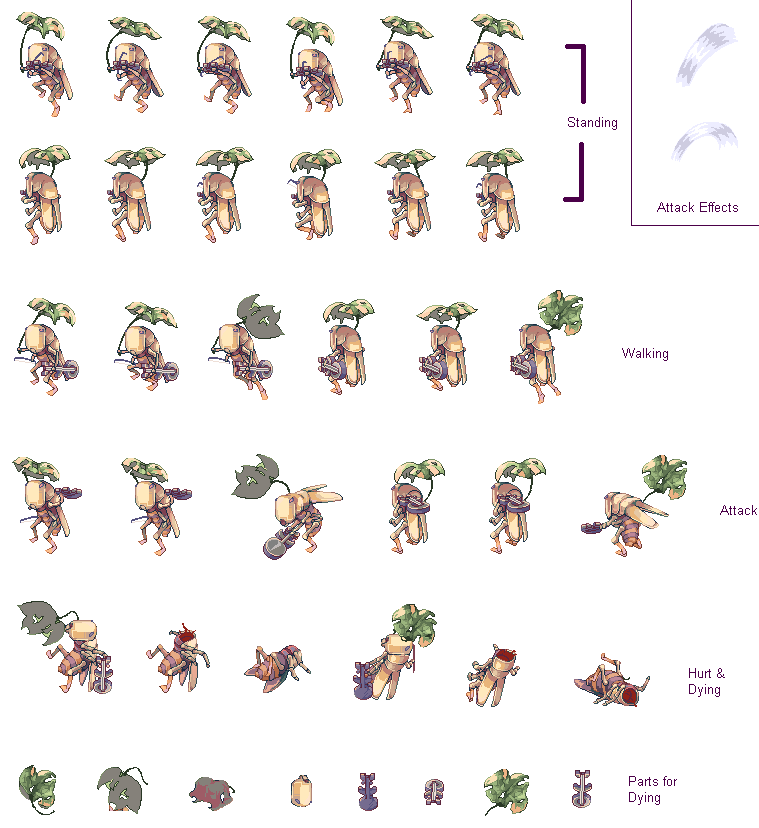 Standing
Attack Effects
Walking
Attack
Hurt &
Dying
Parts for
Dying